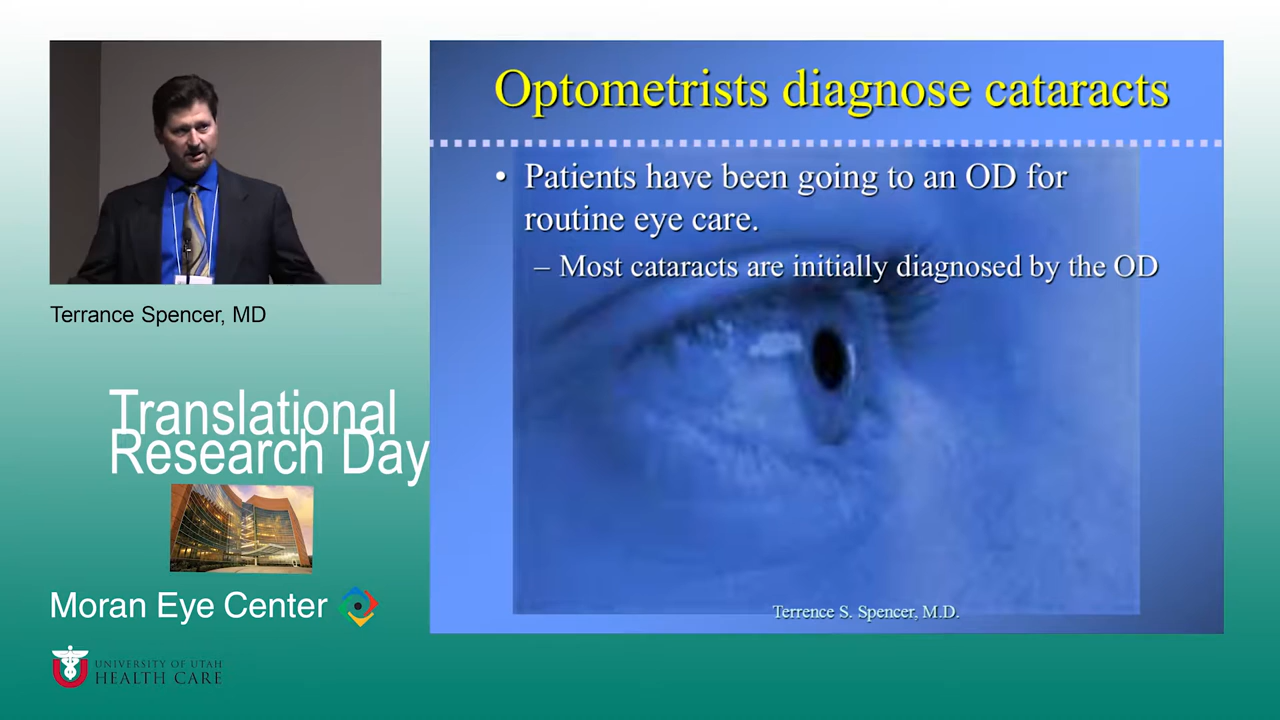 Terrance Spencer, MD
Translational
Research Day
Moran Eye Center
UNIVERSITY OF UTAH
HEALTH CARE
Optometrists diagnose cataracts
• Patients have been going to an OD for
routine eye care.
– Most cataracts are initially diagnosed by the OD
Terrence S. Spencer, M.D.